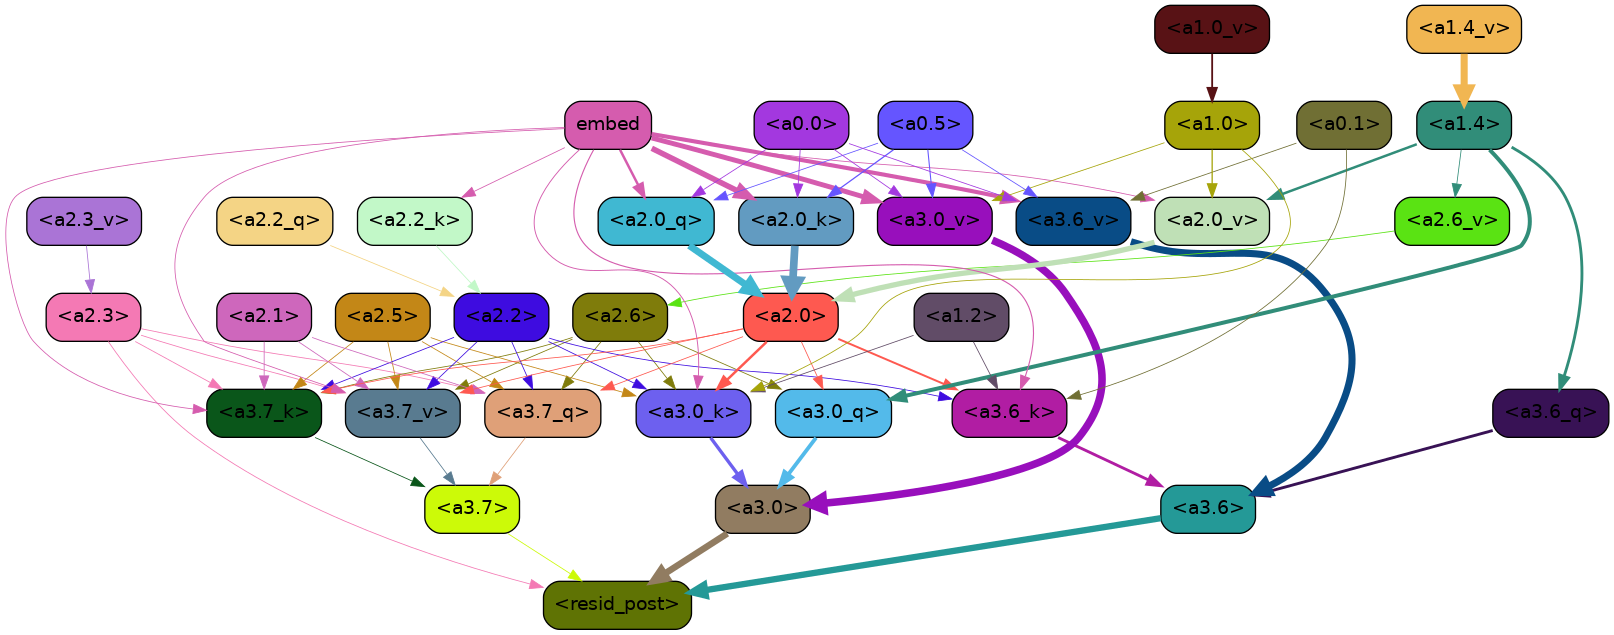 <a1.0_v> <a1.4_v>
embed <a0.0> <a0.5> <a1.0> <a0.1> <a1.4>
<a2.3_v> <a2.2_q> <a2.2_k> <a2.0_q> <a2.0_k> <a3.0_v> <a3.6_v> <a2.0_v> <a2.6_v>
<a2.3> <a2.1> <a2.5> <a2.2> <a2.6> <a2.0> <a1.2>
<a3.7_k> <a3.7_v> <a3.7_q> <a3.0_k> <a3.0_q> <a3.6_k> <a3.6_q>
<a3.7> <a3.0> <a3.6>
<resid_post>